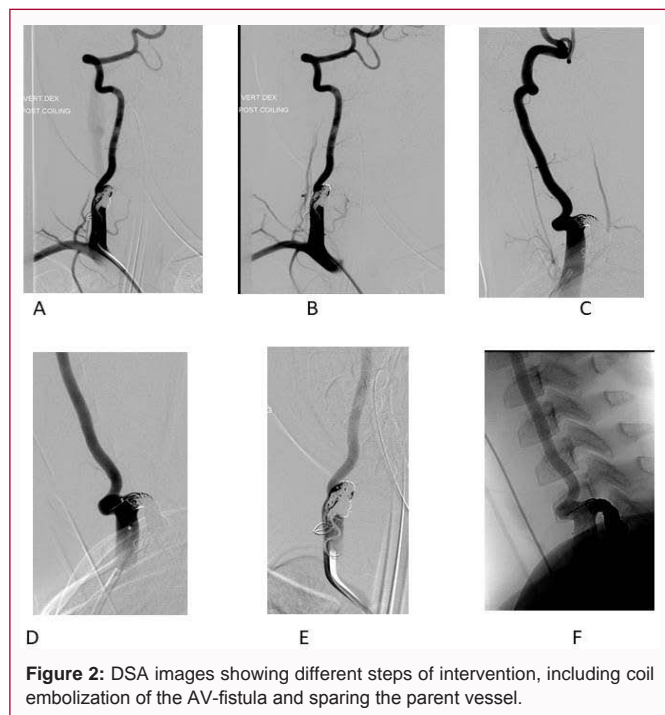 VERT DEX
POST COILING
VERT DEX
POST COILING
A
B
C
D
E
F
Figure 2: DSA images showing different steps of intervention, including coil
embolization of the AV-fistula and sparing the parent vessel.